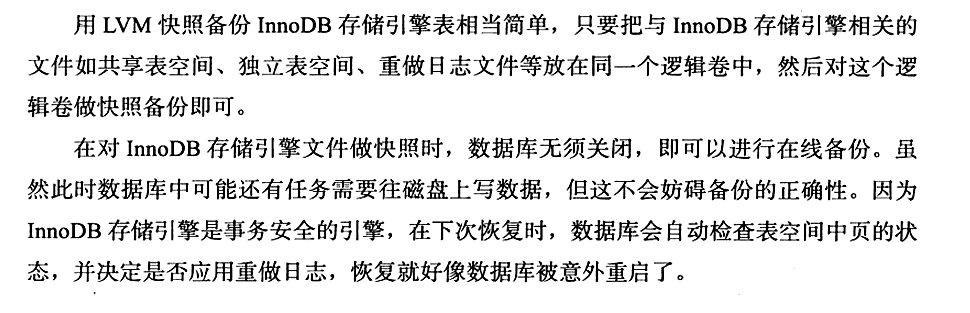 用 LVM 快照备份 InnoDB 存储引擎表相当简单，只要把与 InnoDB 存储引擎相关的
文件如共享表空间、独立表空间、重做日志文件等放在同一个逻辑卷中，然后对这个逻
辑卷做快照备份即可。
在对 InnoDB 存储引擎文件做快照时，数据库无须关闭，即可以进行在线备份。虽
然此时数据库中可能还有任务需要往磁盘上写数据，但这不会妨碍备份的正确性。因为
InnoDB 存储引擎是事务安全的引擎，在下次恢复时，数据库会自动检查表空间中页的状
态，并决定是否应用重做日志，恢复就好像数据库被意外重启了。